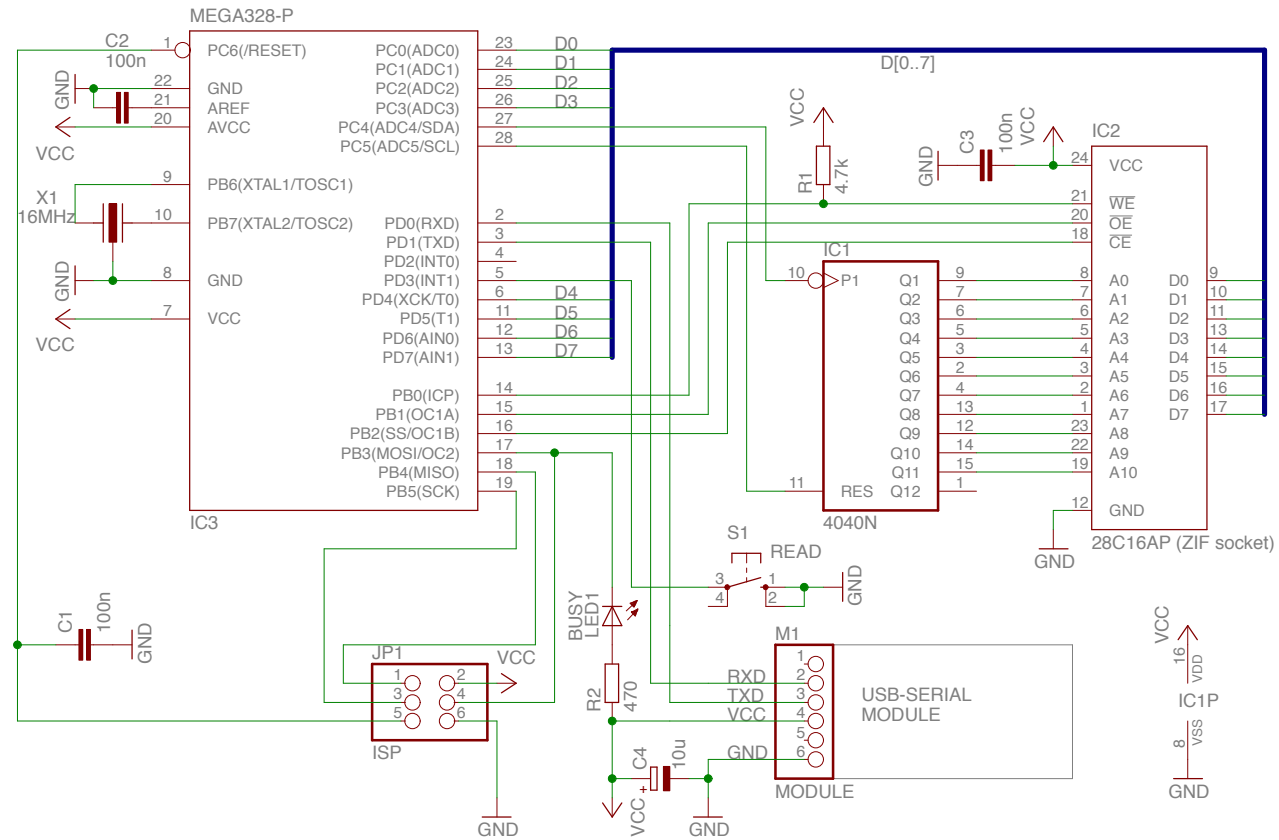 MEGA328-P
C2
100n
GND
VCC
X1
16MHz
GND
VCC
1 PC6(/RESET)
22 GND
21 AREF
20 AVCC
9 PB6(XTAL1/TOSC1)
10 PB7(XTAL2/TOSC2)
8 GND
7 VCC
PC0(ADC0) 23 D0
PC1(ADC1) 24 D1
PC2(ADC2) 25 D2
PC3(ADC3) 26 D3
PC4(ADC4/SDA) 27
PC5(ADC5/SCL) 28
PD0(RXD) 2
PD1(TXD) 3
PD2(INT0) 4
PD3(INT1) 5
PD4(XCK/T0) 6 D4
PD5(T1) 11 D5
PD6(AIN0) 12 D6
PD7(AIN1) 13 D7
PB0(ICP) 14
PB1(OC1A) 15
PB2(SS/OC1B) 16
PB3(MOSI/OC2) 17
PB4(MISO) 18
PB5(SCK) 19
IC3
D[0..7]
VCC
R1
4.7k
GND
C3
100n
VCC
IC2
24 VCC
21 WE
20 OE
18 CE
8 A0
7 A1
6 A2
5 A3
4 A4
3 A5
2 A6
1 A7
23 A8
22 A9
19 A10
12 GND
D0 9
D1 10
D2 11
D3 13
D4 14
D5 15
D6 16
D7 17
GND
28C16AP (ZIF socket)
IC1
10 P1
11 RES
Q1 9
Q2 7
Q3 6
Q4 5
Q5 3
Q6 2
Q7 4
Q8 13
Q9 12
Q10 14
Q11 15
Q12 1
4040N
S1
READ
3 1
4 2
GND
C1
100n
GND
JP1
VCC
1 2
3 4
5 6
ISP
GND
BUSY
LED1
R2
470
VCC
+
C4
10u
GND
M1
1
RXD 2
TXD 3
VCC 4
5
GND 6
USB-SERIAL
MODULE
MODULE
VCC
16
VDD
IC1P
8
VSS
GND